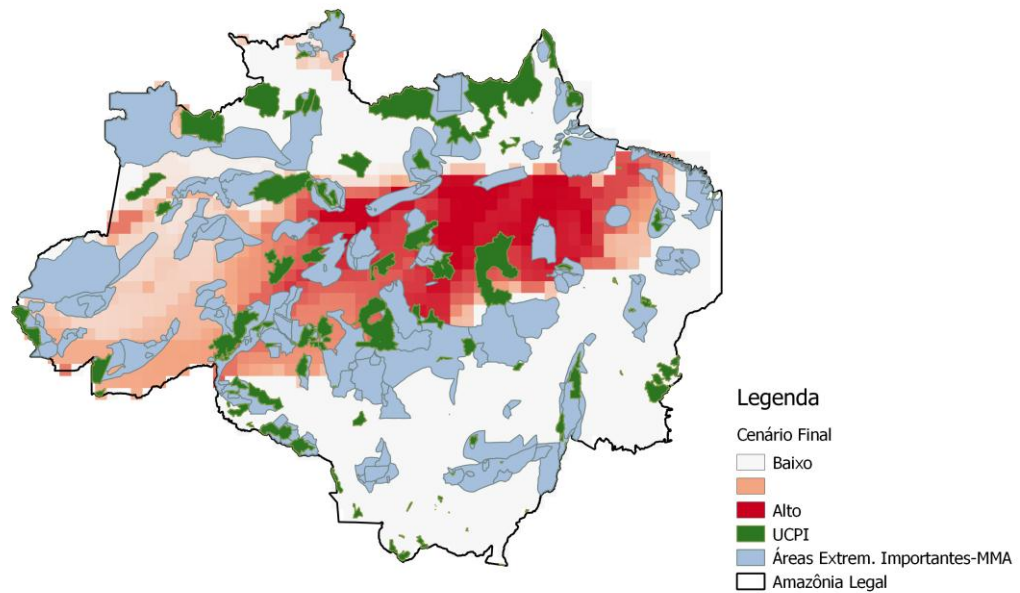 Legenda
Cenário Final
Baixo
Alto
UCPI
Áreas Extrem. Importantes-MMA
Amazônia Legal